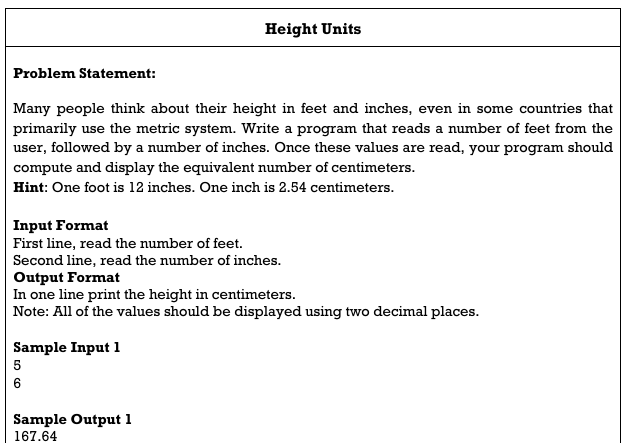 Height Units
Problem Statement:
Many people think about their height in feet and inches, even in some countries that
primarily use the metric system. Write a program that reads a number of feet from the
user, followed by a number of inches. Once these values are read, your program should
compute and display the equivalent number of centimeters.
Hint: One foot is 12 inches. One inch is 2.54 centimeters.
Input Format
First line, read the number of feet.
Second line, read the number of inches.
Output Format
In one line print the height in centimeters.
Note: All of the values should be displayed using two decimal places.
Sample Input 1
5
6
Sample Output 1
167.64